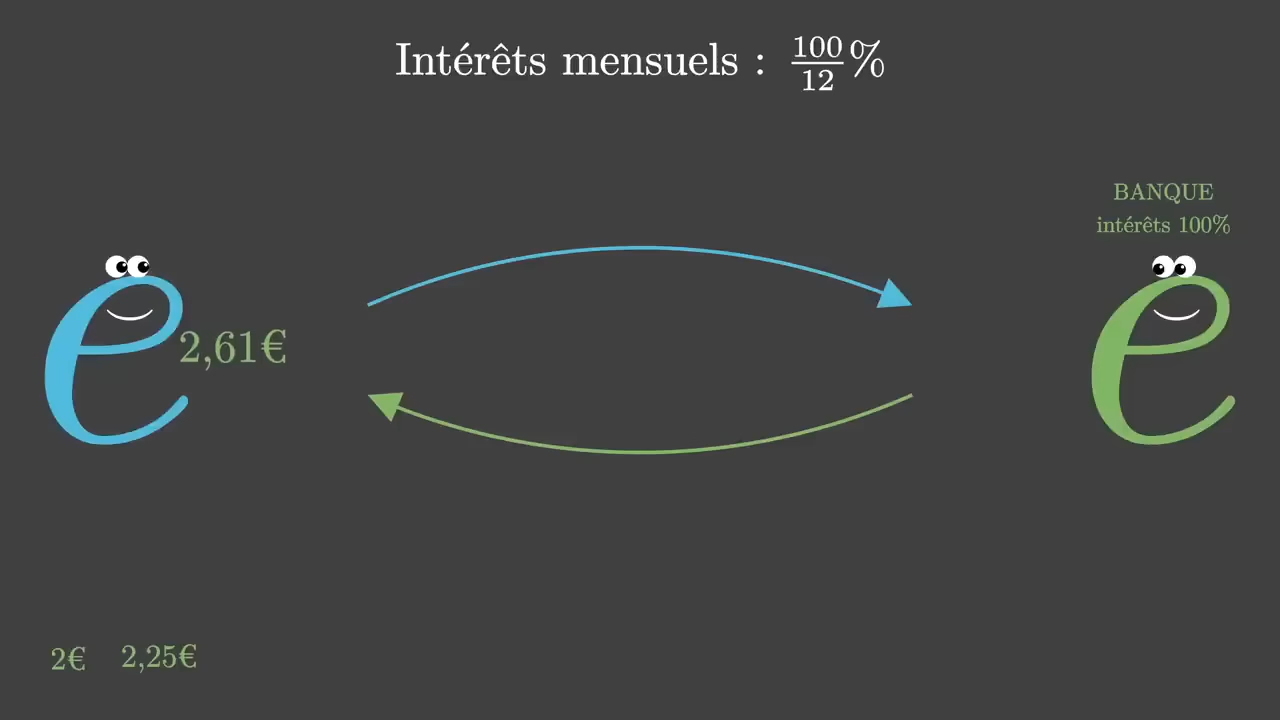 Intérêts mensuels : 100/12 %
BANQUE
intérêts 100%
e
2,61€
e
2€
2,25€